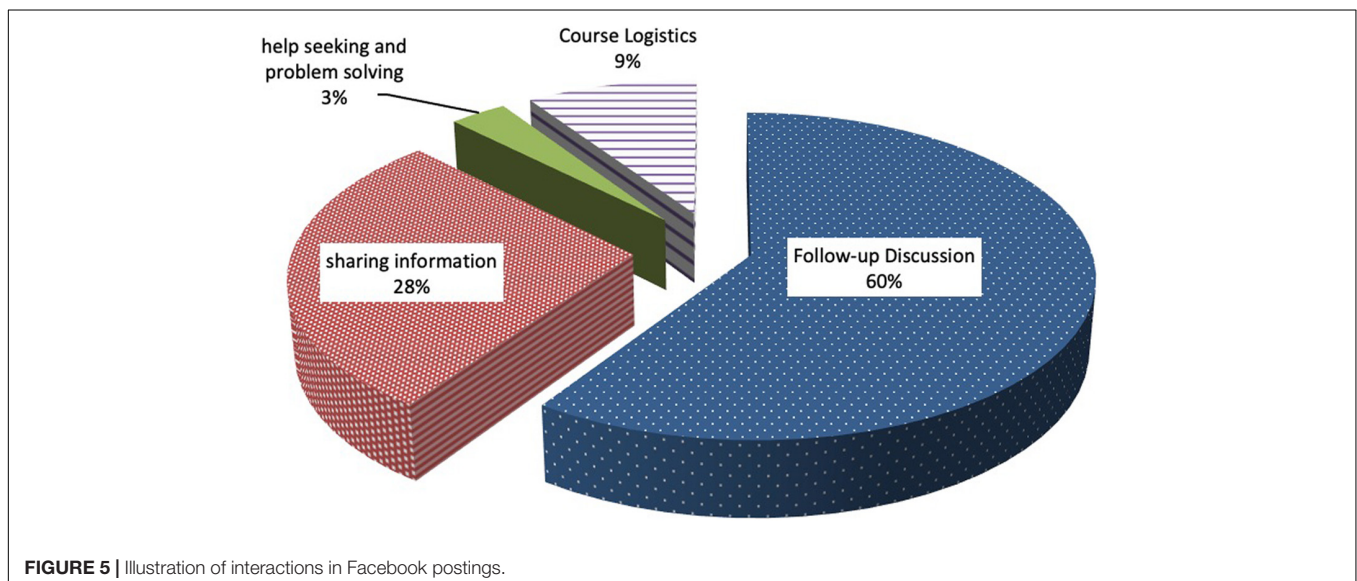 help seeking and
problem solving
3%
Course Logistics
9%
sharing information
28%
Follow-up Discussion
60%
FIGURE 5 | Illustration of interactions in Facebook postings.